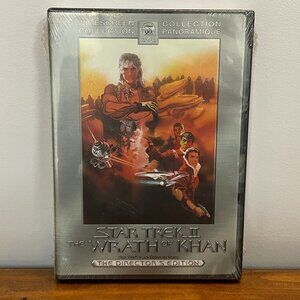 WIDESCREEN COLLECTION
COLLECTION PANORAMIQUE
STAR TREK II
THE WRATH OF KHAN
THE DIRECTOR'S EDITION